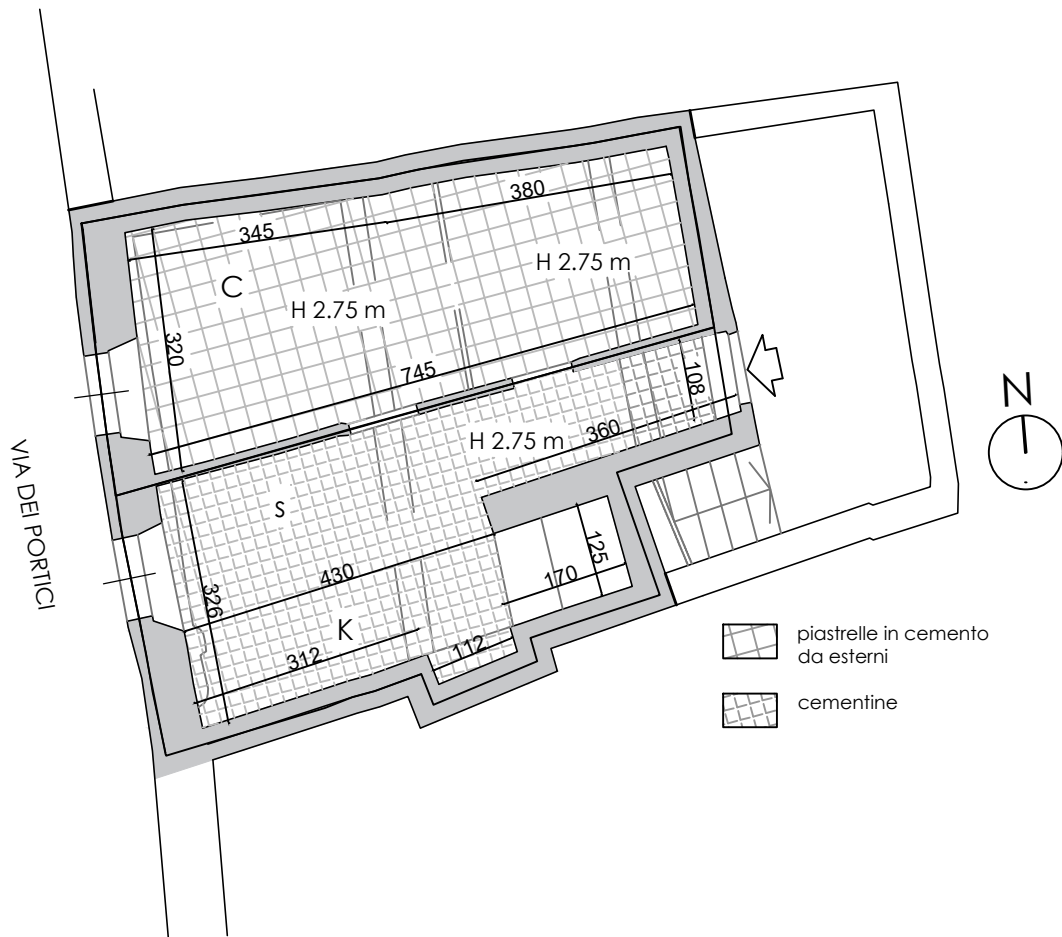 380
345
C
H 2.75 m
H 2.75 m
320
745
108
360
H 2.75 m
s
VIA DEI PORTICI
N
430
326
K
312
112
170
125
piastrelle in cemento
da esterni
cementine